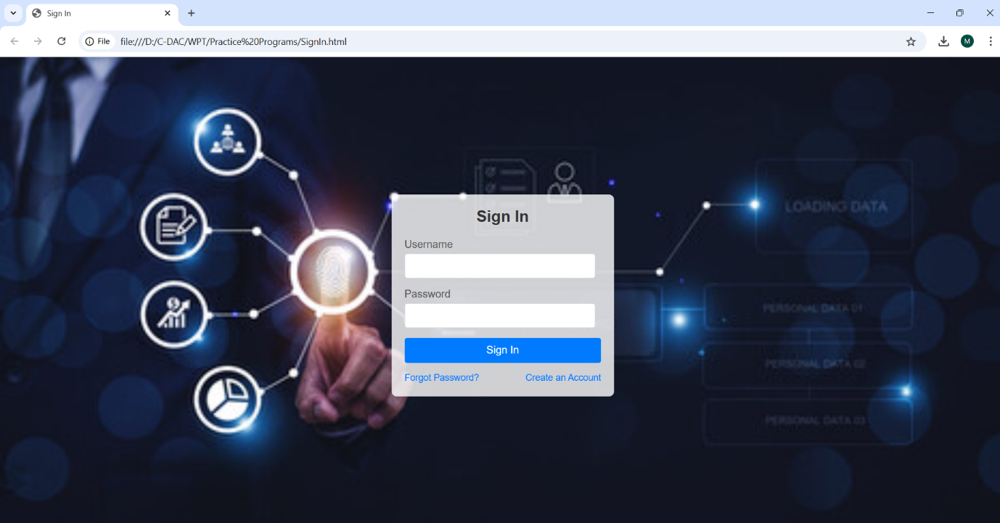 Sign In
File file:///D:/C-DAC/WPT/Practice%20Programs/SignIn.html
M
LOADING DATA
Sign In
Username
Password
PERSONAL DATA 01
Sign In
PERSONAL DATA 02
Forgot Password? Create an Account
PERSONAL DATA 03